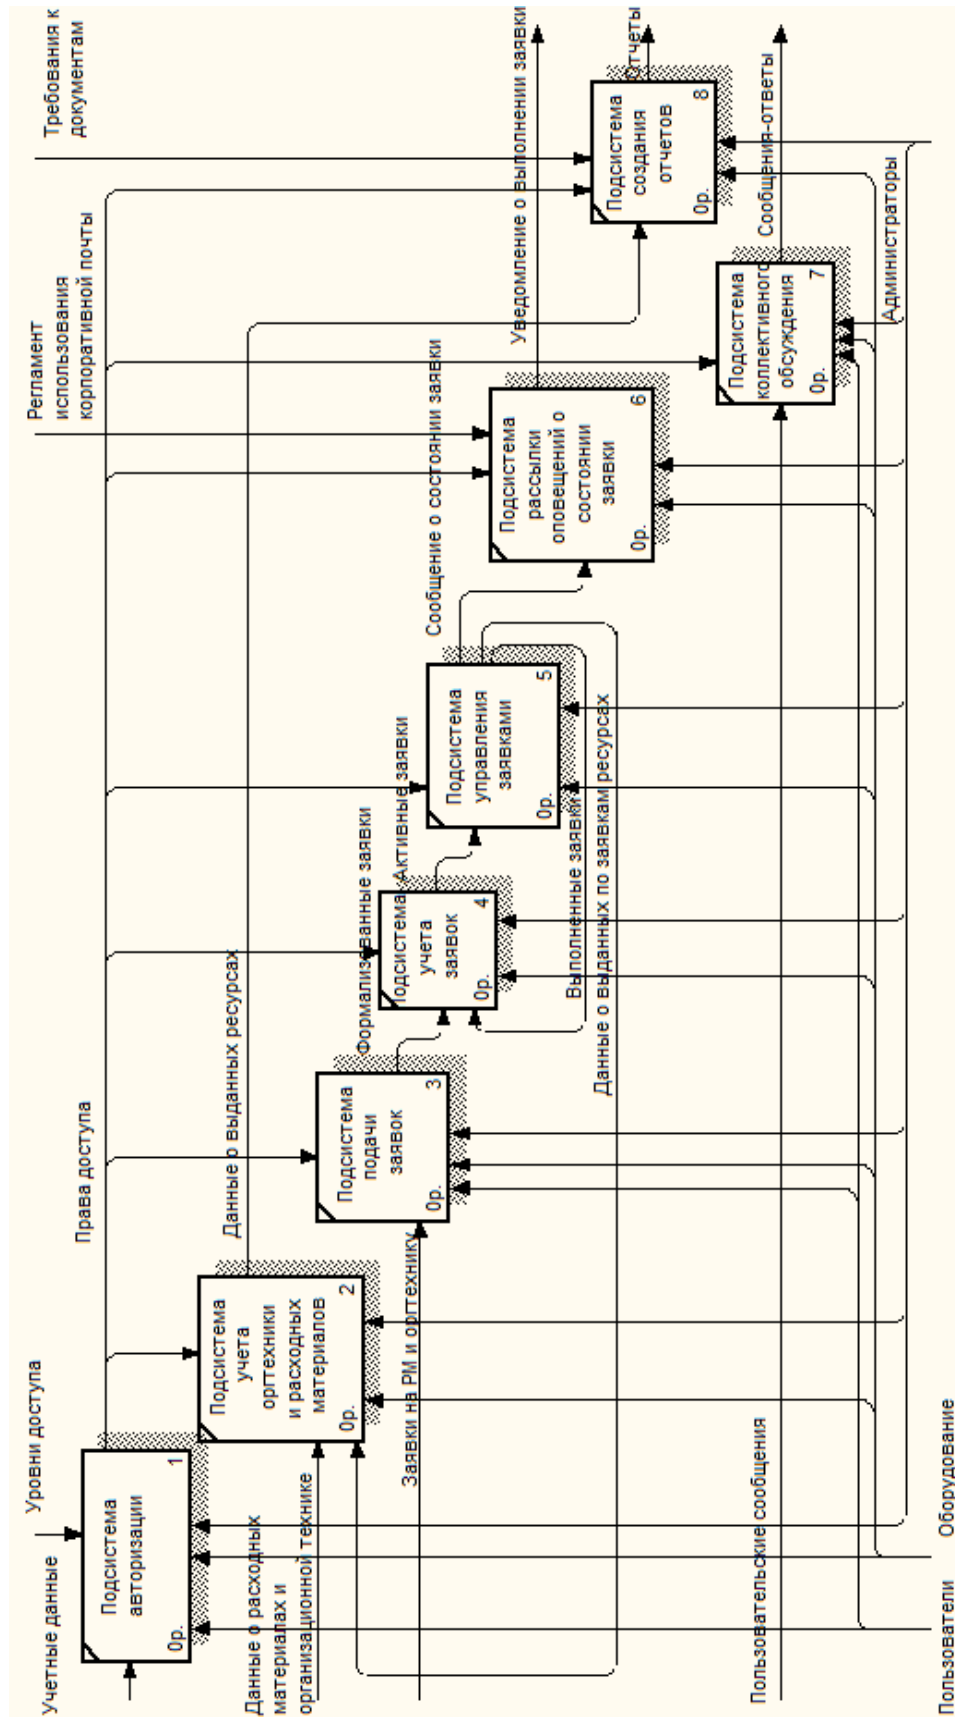 Учетные данные
Уровни доступа
Права доступа
Регламент
использования
корпоративной почты
Требования к
документам
Подсистема
авторизации
0р.
1
Данные о расходных
материалах и
организационной технике
Подсистема
учета
оргтехники
и расходных
материалов
0р.
2
Данные о выданных ресурсах
Заявки на РМ и оргтехнику
Подсистема
подачи
заявок
0р.
3
Формализованные заявки
Подсистема
учета
заявок
0р.
4
Активные заявки
Подсистема
управления
заявками
0р.
5
Выполненные заявки
Данные о выданных по заявкам ресурсах
Сообщение о состоянии заявки
Подсистема
рассылки
оповещений о
состоянии
заявки
0р.
6
Уведомление о выполнении заявки
Пользовательские сообщения
Подсистема
коллективного
обсуждения
0р.
7
Сообщения-ответы
Подсистема
создания
отчетов
0р.
8
Отчеты
Администраторы
Пользователи
Оборудование